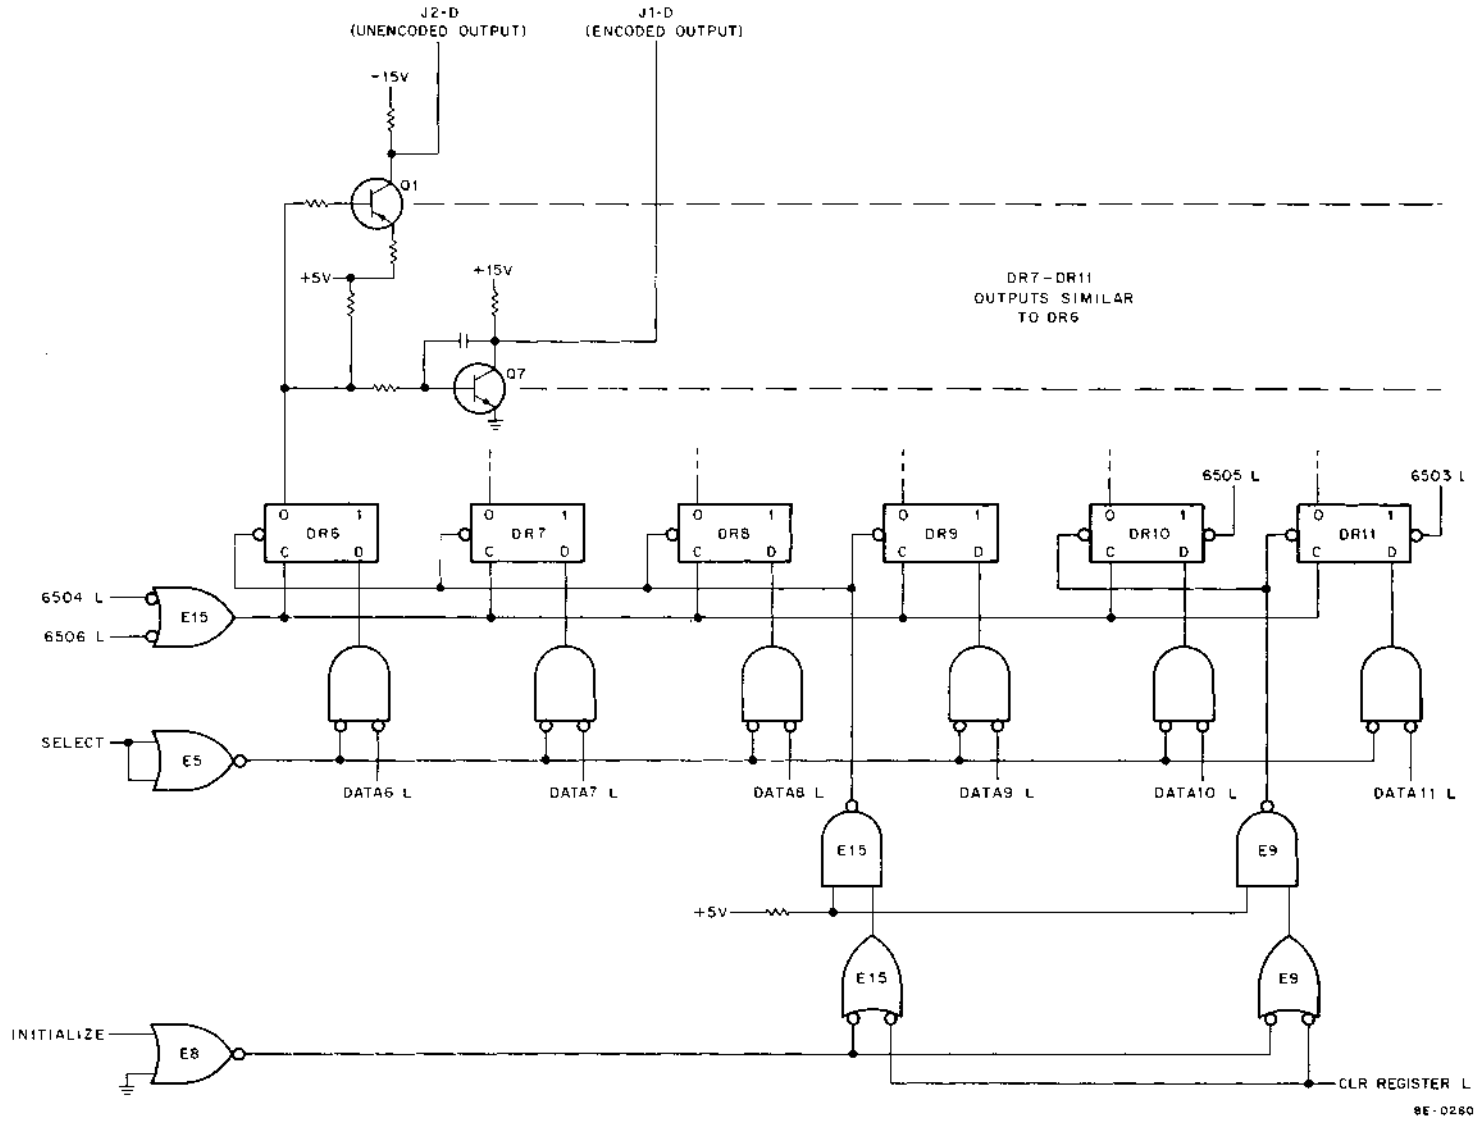 J2-D
(UNENCODED OUTPUT)
J1-D
(ENCODED OUTPUT)
-15V
Q1
+5V
+15V
DR7-DR11
OUTPUTS SIMILAR
TO DR6
Q7
6505 L
6503 L
0 1
DR6
C D
0 1
DR7
C D
0 1
DR8
C D
0 1
DR9
C D
0 1
DR10
C D
0 1
DR11
C D
6504 L
E15
6506 L
SELECT
E5
DATA6 L
DATA7 L
DATA8 L
DATA9 L
DATA10 L
DATA11 L
E15
E9
+5V
E15
E9
INITIALIZE
E8
CLR REGISTER L
8E-0260